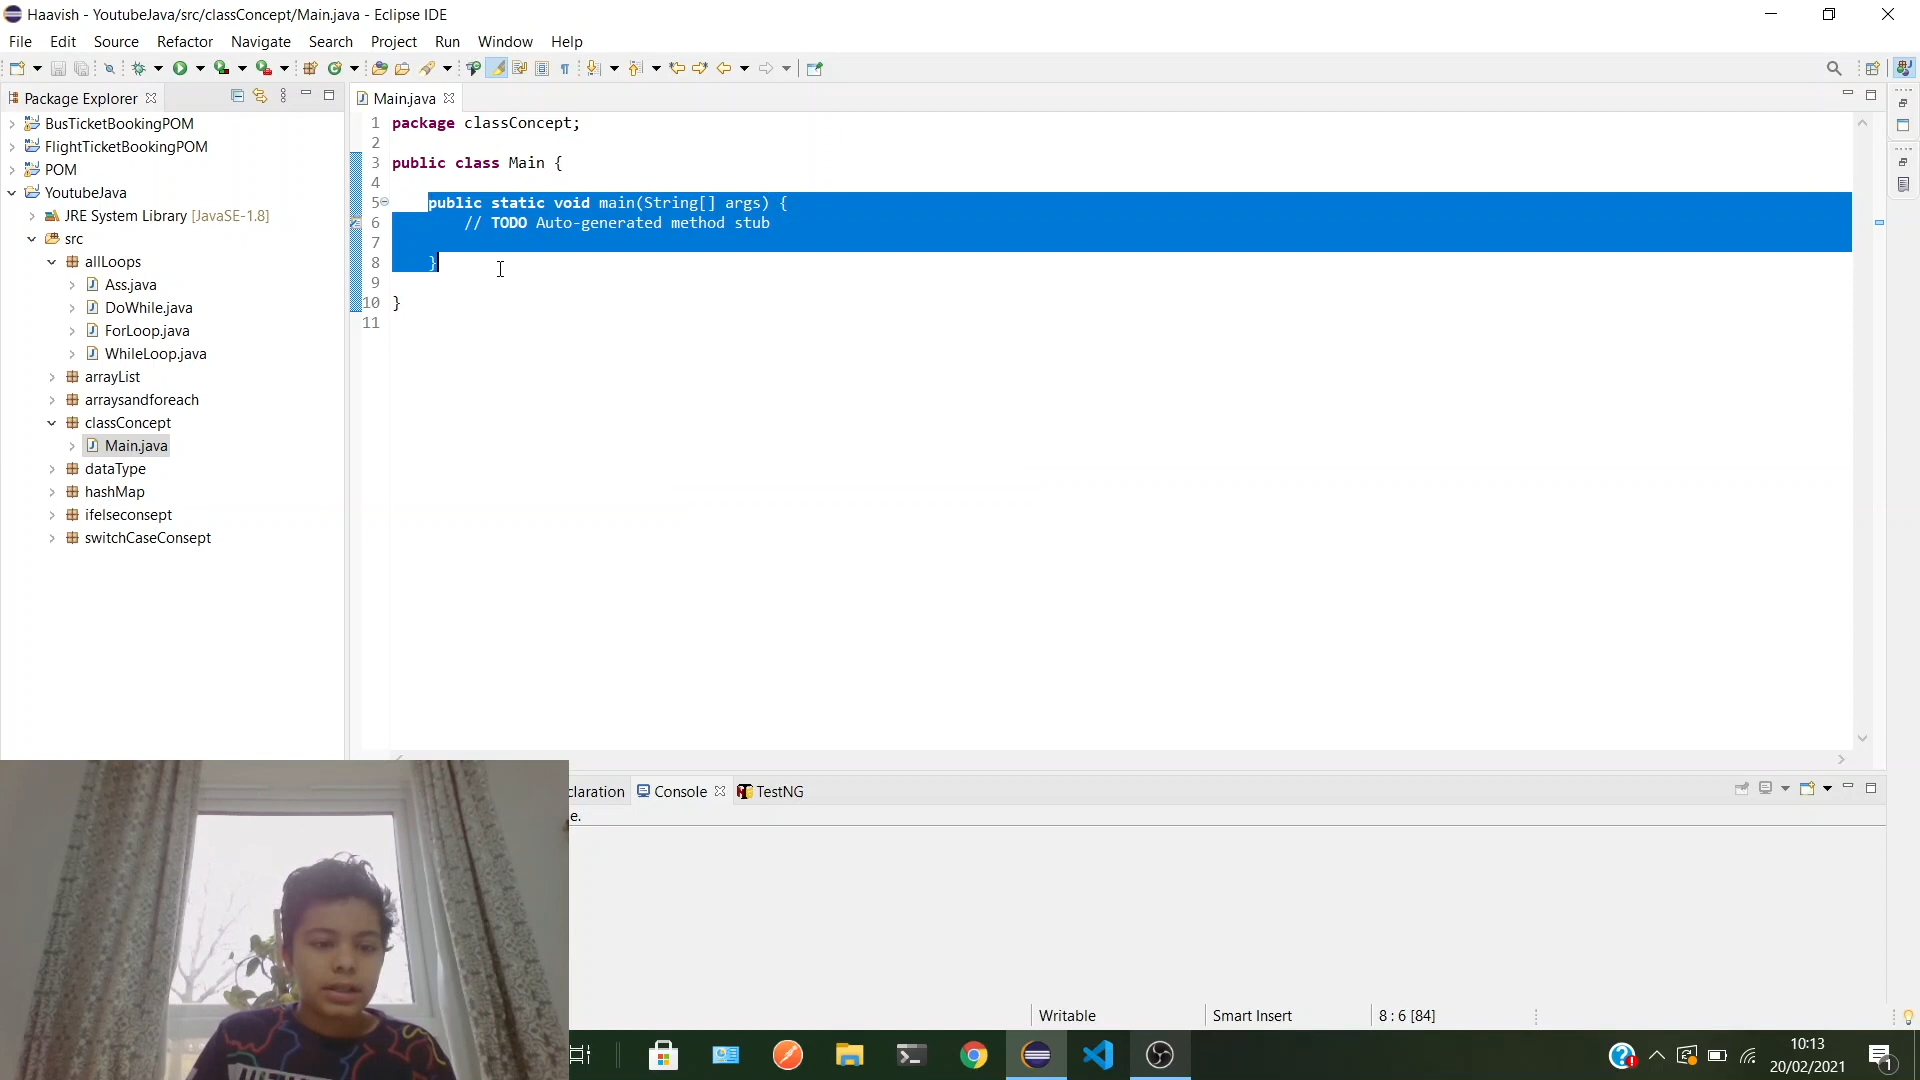 Haavish - YoutubeJava/src/classConcept/Main.java - Eclipse IDE
File Edit Source Refactor Navigate Search Project Run Window Help
Package Explorer
BusTicketBookingPOM
FlightTicketBookingPOM
POM
YoutubeJava
JRE System Library [JavaSE-1.8]
src
allLoops
Ass.java
DoWhile.java
ForLoop.java
WhileLoop.java
arrayList
arraysandforeach
classConcept
Main.java
dataType
hashMap
ifelseconsept
switchCaseConsept
Main.java
1 package classConcept;
2
3 public class Main {
4
5 public static void main(String[] args) {
6 // TODO Auto-generated method stub
7
8 }
9
10 }
11
claration Console TestNG
e.
Writable Smart Insert 8 : 6 [84]
10:13
20/02/2021
1